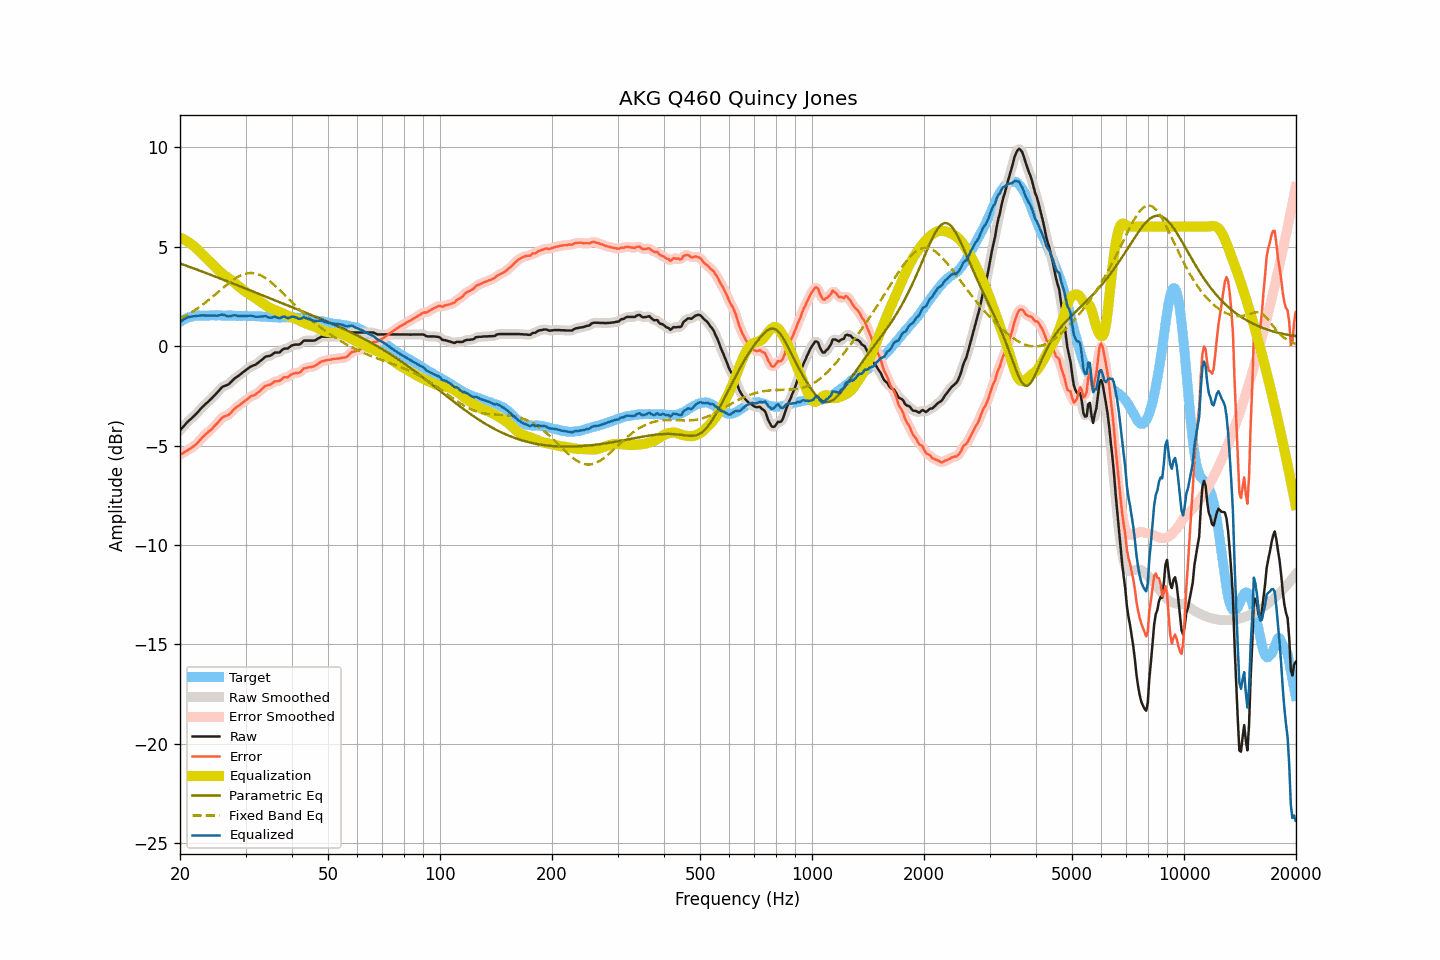 AKG Q460 Quincy Jones
10
5
0
−5
−10
−15
−20
−25
Amplitude (dBr)
Target
Raw Smoothed
Error Smoothed
Raw
Error
Equalization
Parametric Eq
Fixed Band Eq
Equalized
20 50 100 200 500 1000 2000 5000 10000 20000
Frequency (Hz)